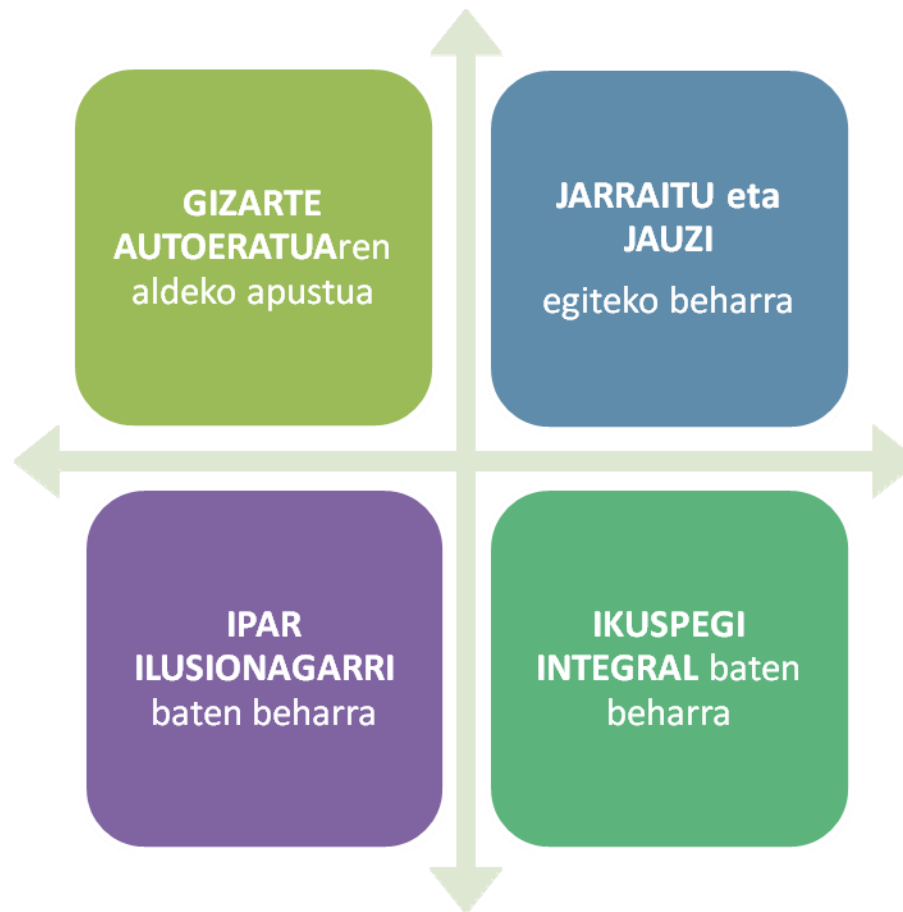 GIZARTE
AUTOERATUAren
aldeko apustua
JARRAITU eta
JAUZI
egiteko beharra
IPAR
ILUSIONAGARRI
baten beharra
IKUSPEGI
INTEGRAL baten
beharra